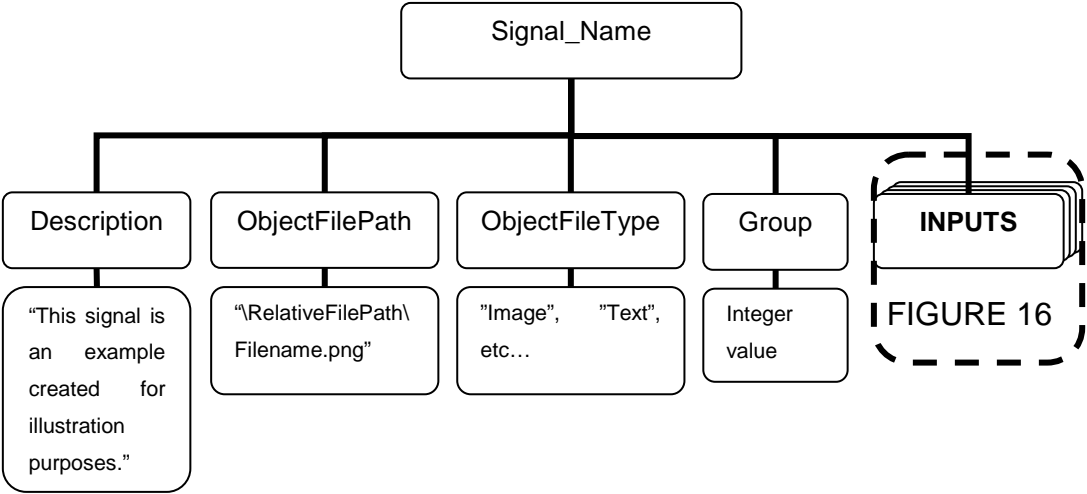 Signal_Name
Description
ObjectFilePath
ObjectFileType
Group
INPUTS
“This signal is
an example
created for
illustration
purposes.”
“\RelativeFilePath\
Filename.png”
”Image”, ”Text”,
etc…
Integer
value
FIGURE 16